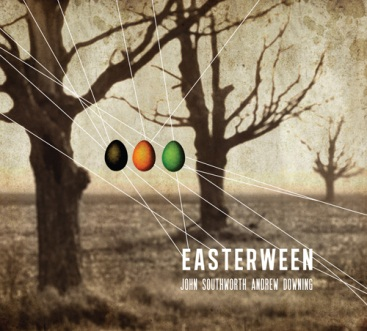 EASTERWEEN
JOHN SOUTHWORTH ANDREW DOWNING